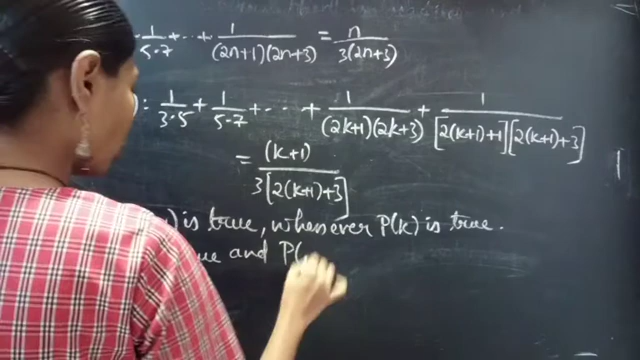 · 1/5·7 + ··· + 1/(2n+1)(2n+3) = n/3(2n+3)
): 1/3·5 + 1/5·7 + ··· + 1/(2k+1)(2k+3) + 1/[2(k+1)+1][2(k+1)+3]
= (k+1)/3[2(k+1)+3]
) is true, whenever P(k) is true.
ue and P(